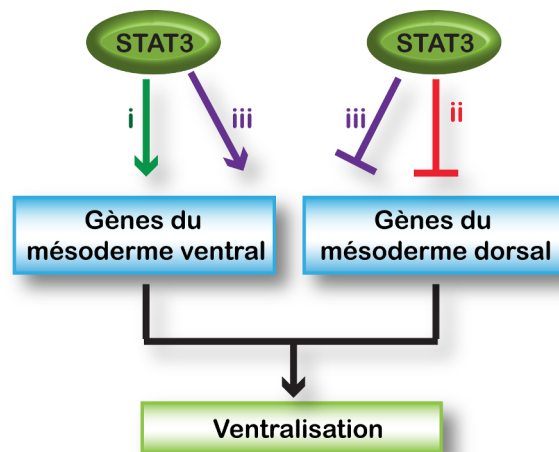 STAT3 STAT3
i iii iii ii
Gènes du
mésoderme ventral
Gènes du
mésoderme dorsal
Ventralisation